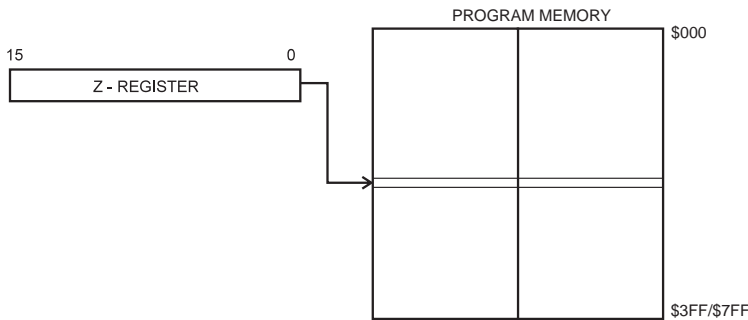 PROGRAM MEMORY
$000
15 0
Z - REGISTER
$3FF/$7FF